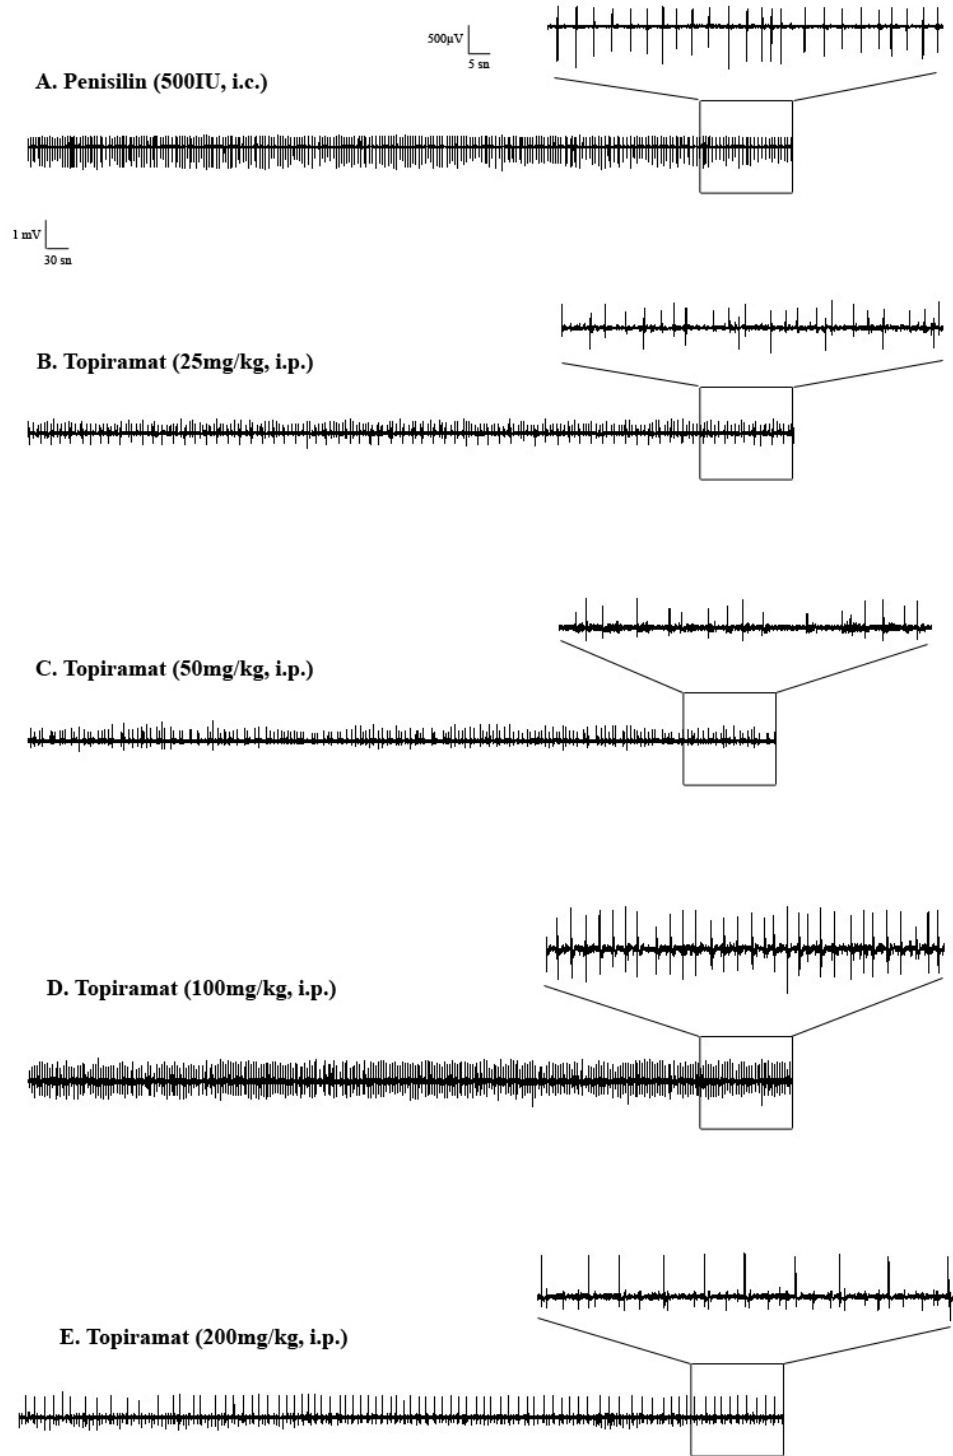 500µV
5 sn
A. Penisilin (500IU, i.c.)
1 mV
30 sn
B. Topiramat (25mg/kg, i.p.)
C. Topiramat (50mg/kg, i.p.)
D. Topiramat (100mg/kg, i.p.)
E. Topiramat (200mg/kg, i.p.)